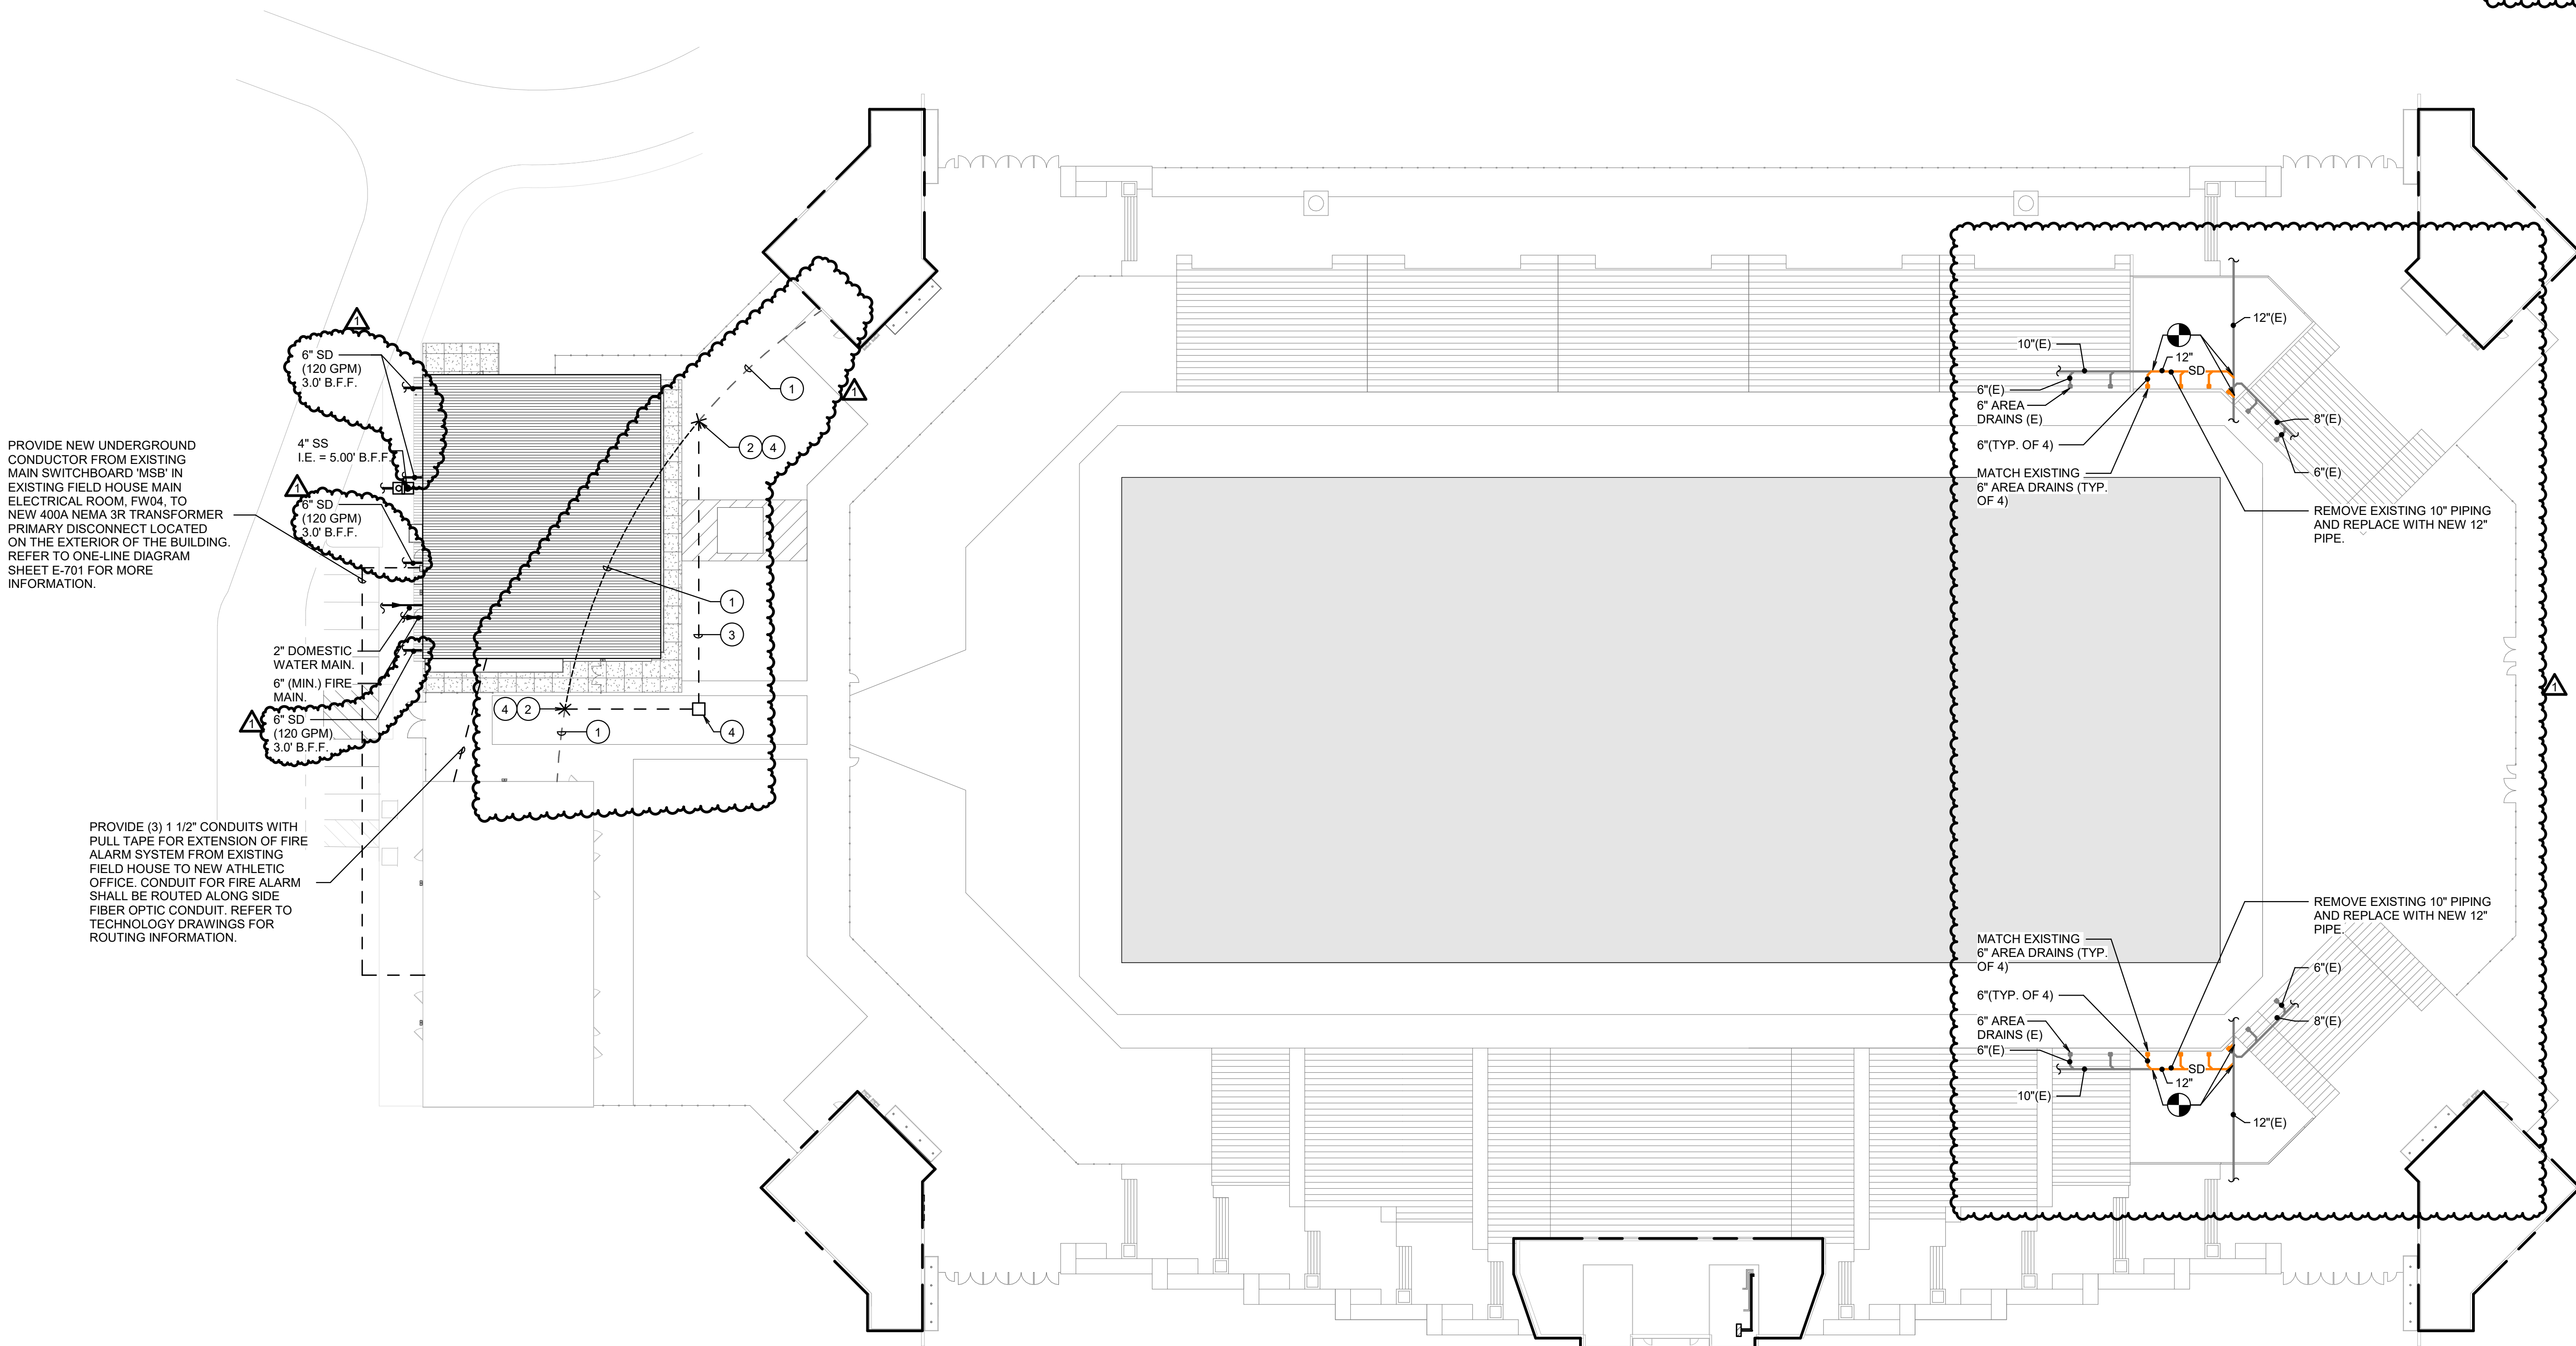 1
6" SD
(120 GPM)
3.0' B.F.F.
4" SS
I.E. = 5.00' B.F.F.
1
6" SD
(120 GPM)
3.0' B.F.F.
PROVIDE NEW UNDERGROUND
CONDUCTOR FROM EXISTING
MAIN SWITCHBOARD 'MSB' IN
EXISTING FIELD HOUSE MAIN
ELECTRICAL ROOM, FW04, TO
NEW 400A NEMA 3R TRANSFORMER
PRIMARY DISCONNECT LOCATED
ON THE EXTERIOR OF THE BUILDING.
REFER TO ONE-LINE DIAGRAM
SHEET E-701 FOR MORE
INFORMATION.
2" DOMESTIC
WATER MAIN.
6" (MIN.) FIRE
MAIN.
1
6" SD
(120 GPM)
3.0' B.F.F.
PROVIDE (3) 1 1/2" CONDUITS WITH
PULL TAPE FOR EXTENSION OF FIRE
ALARM SYSTEM FROM EXISTING
FIELD HOUSE TO NEW ATHLETIC
OFFICE. CONDUIT FOR FIRE ALARM
SHALL BE ROUTED ALONG SIDE
FIBER OPTIC CONDUIT. REFER TO
TECHNOLOGY DRAWINGS FOR
ROUTING INFORMATION.
1
1
2 4
1
3
4 2
1
4
12"(E)
10"(E)
12"
SD
6"(E)
6" AREA
DRAINS (E)
8"(E)
6"(TYP. OF 4)
6"(E)
MATCH EXISTING
6" AREA DRAINS (TYP.
OF 4)
REMOVE EXISTING 10" PIPING
AND REPLACE WITH NEW 12"
PIPE.
1
REMOVE EXISTING 10" PIPING
AND REPLACE WITH NEW 12"
PIPE.
MATCH EXISTING
6" AREA DRAINS (TYP.
OF 4)
6"(E)
6"(TYP. OF 4)
8"(E)
6" AREA
DRAINS (E)
6"(E)
SD
12"
10"(E)
12"(E)